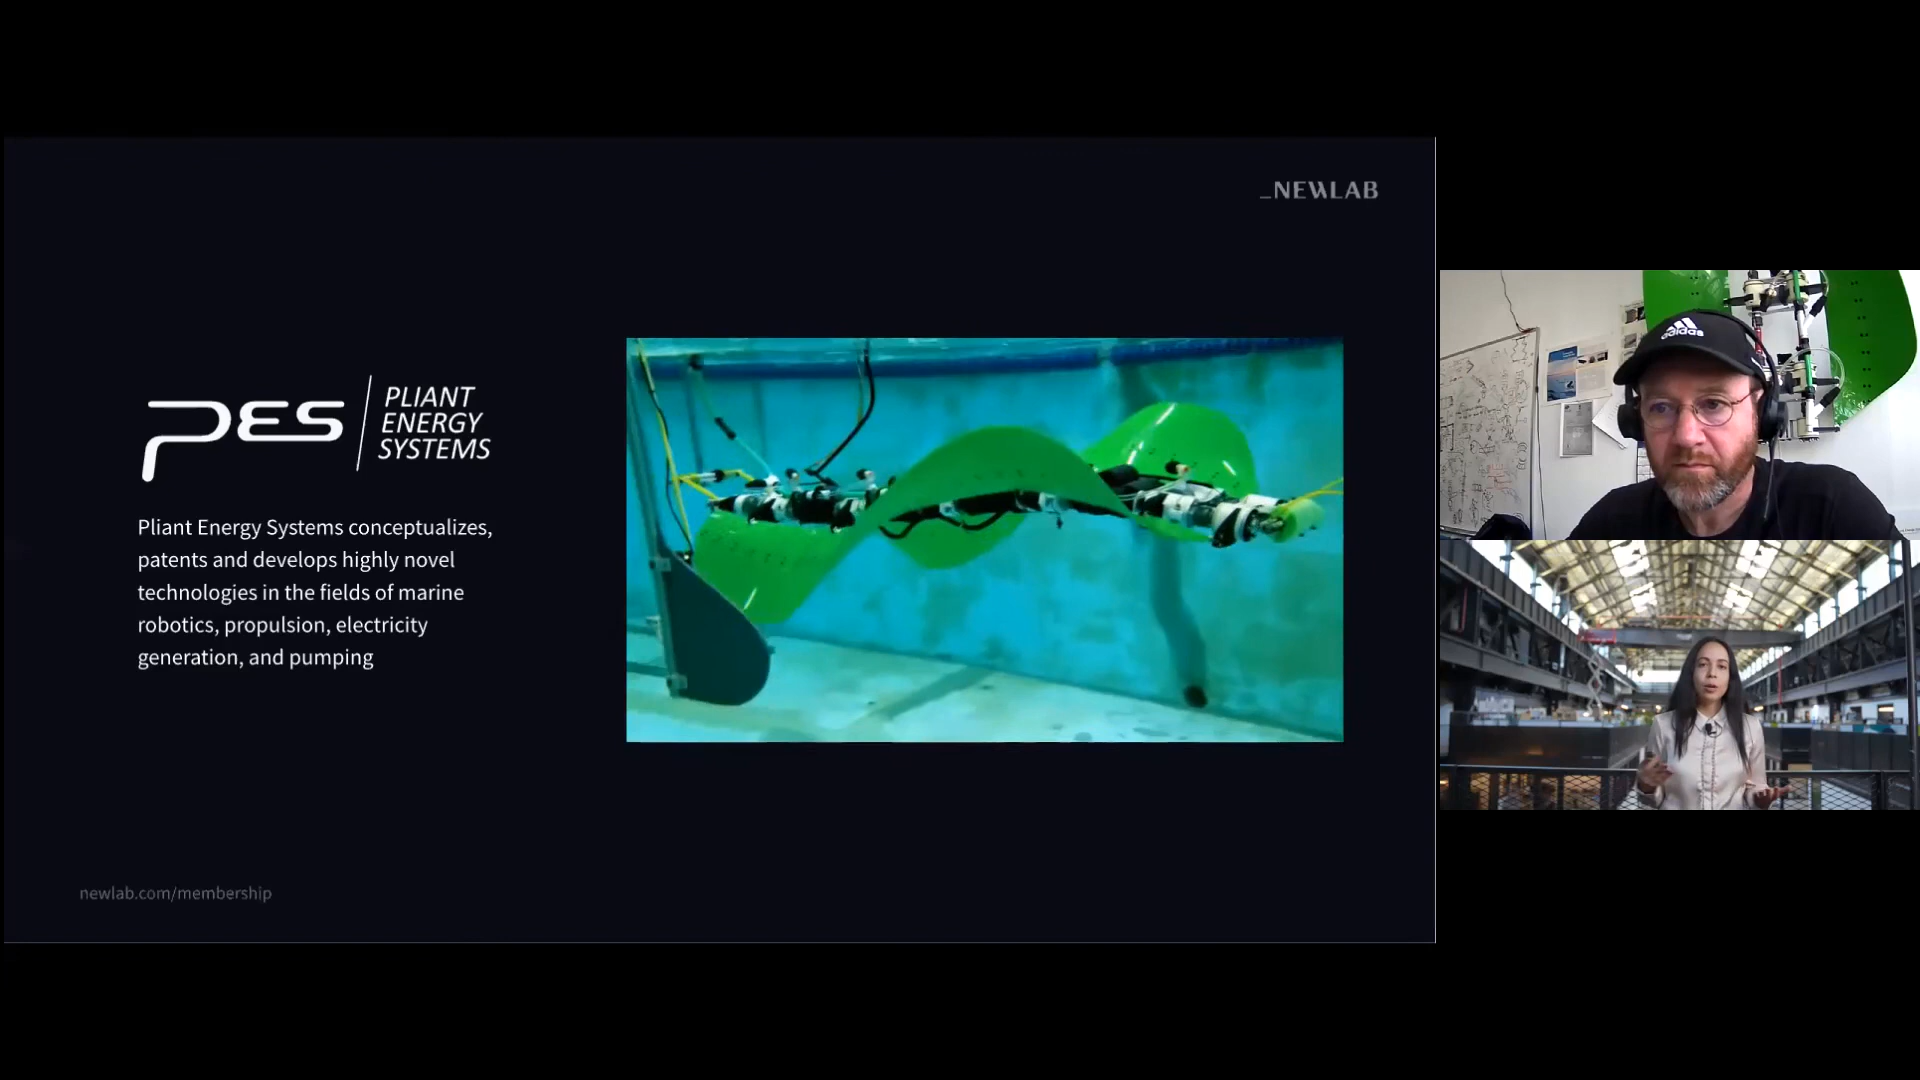 _NEWLAB
PES
PLIANT
ENERGY
SYSTEMS
Pliant Energy Systems conceptualizes,
patents and develops highly novel
technologies in the fields of marine
robotics, propulsion, electricity
generation, and pumping
newlab.com/membership
adidas